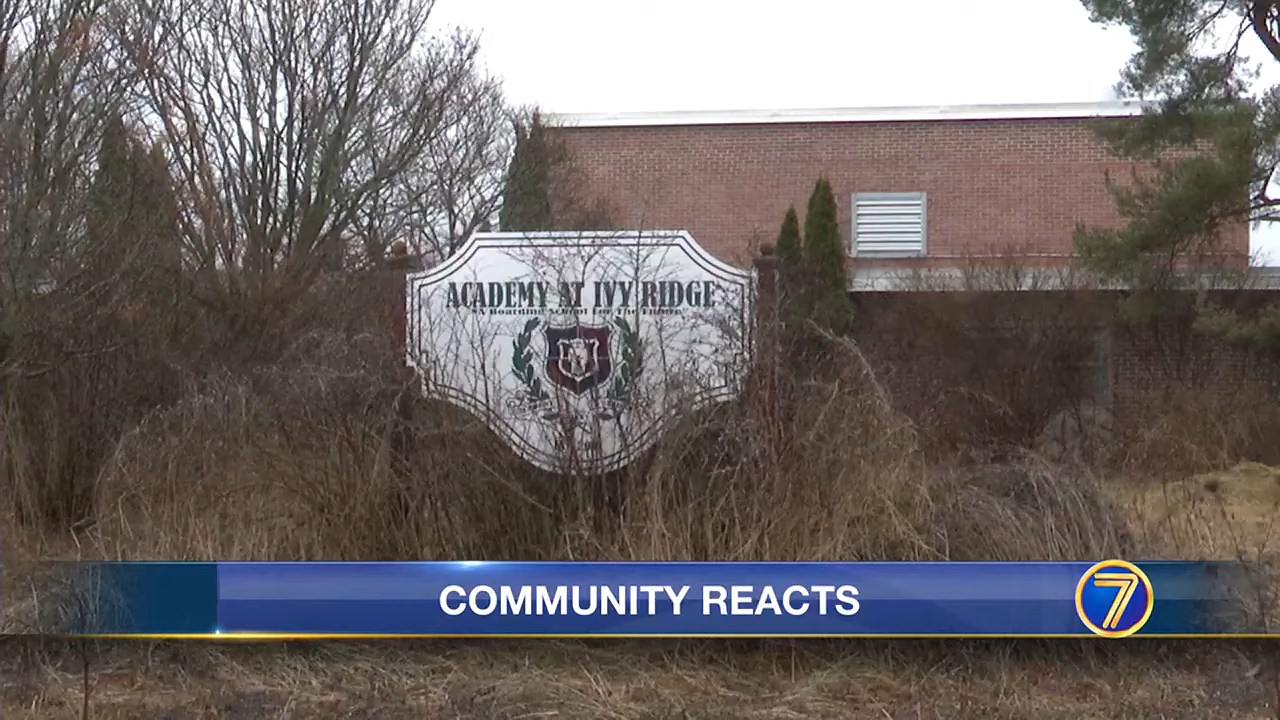 ACADEMY AT IVY RIDGE
"A Boarding School For The Future"
COMMUNITY REACTS
7